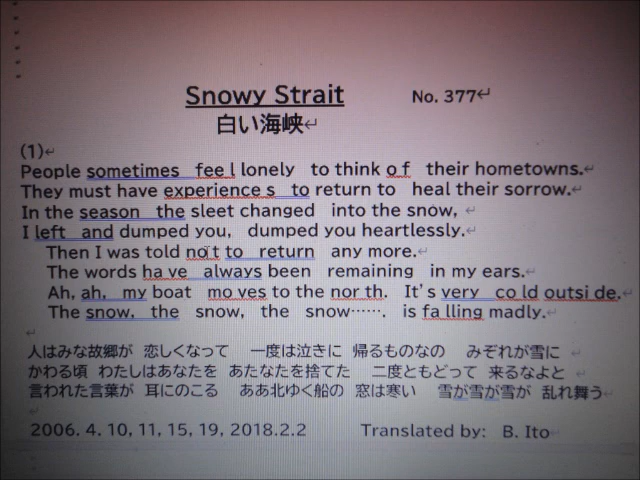 Snowy Strait No. 377↵
白い海峡↵
(1)↵
People sometimes fee l lonely to think o f their hometowns.↵
They must have experience s to return to heal their sorrow.↵
In the season the sleet changed into the snow, ↵
I left and dumped you, dumped you heartlessly.↵
Then I was told no t to return any more.↵
The words ha ve always been remaining in my ears.↵
Ah, ah, my boat mo ves to the nor th. It's very co ld outsi de.↵
The snow, the snow, the snow……. is fa lling madly.↵
↵
人はみな故郷が 恋しくなって 一度は泣きに 帰るものなの みぞれが雪に ↵
かわる頃 わたしはあなたを あたなたを捨てた 二度ともどって 来るなよと ↵
言われた言葉が 耳にのこる ああ北ゆく船の 窓は寒い 雪が雪が雪が 乱れ舞う↵
↵
2006. 4. 10, 11, 15, 19, 2018.2.2 Translated by: B. Ito↵